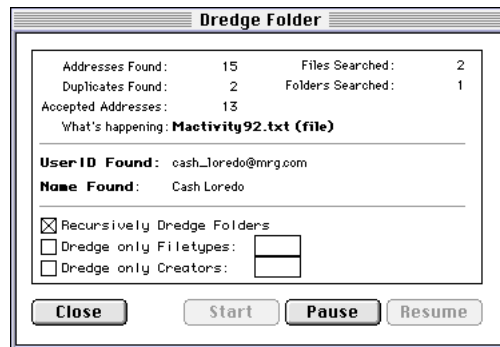 Dredge Folder
Addresses Found: 15 Files Searched: 2
Duplicates Found: 2 Folders Searched: 1
Accepted Addresses: 13
What's happening: Mactivity92.txt (file)
UserID Found: cash_loredo@mrg.com
Name Found: Cash Loredo
Recursively Dredge Folders
Dredge only Filetypes:
Dredge only Creators:
Close Start Pause Resume